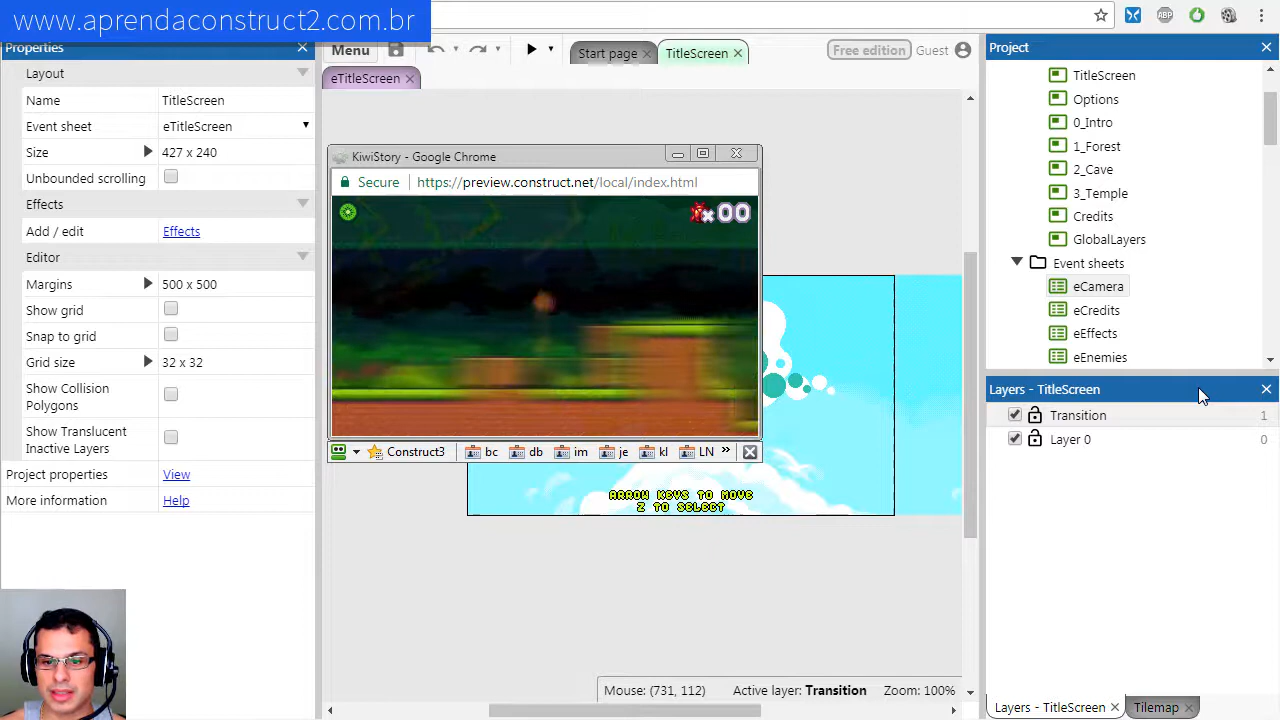 www.aprendaconstruct2.com.br
Properties
Layout
Name TitleScreen
Event sheet eTitleScreen
Size 427 x 240
Unbounded scrolling
Effects
Add / edit Effects
Editor
Margins 500 x 500
Show grid
Snap to grid
Grid size 32 x 32
Show Collision
Polygons
Show Translucent
Inactive Layers
Project properties View
More information Help
Menu
Start page
TitleScreen
Free edition
Guest
eTitleScreen
KiwiStory - Google Chrome
Secure https://preview.construct.net/local/index.html
x00
Construct3 bc db im je kl LN »
ARROW KEYS TO MOVE
Z TO SELECT
Mouse: (731, 112) Active layer: Transition Zoom: 100%
ABP
Project
TitleScreen
Options
0_Intro
1_Forest
2_Cave
3_Temple
Credits
GlobalLayers
Event sheets
eCamera
eCredits
eEffects
eEnemies
Layers - TitleScreen
Transition 1
Layer 0 0
Layers - TitleScreen
Tilemap